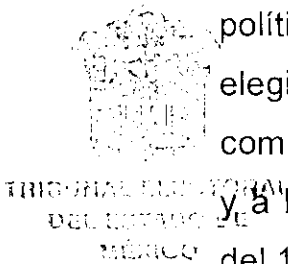 políti
elegi
com
TRIBUNAL ELECTORAL
DEL ESTADO DE
MÉXICO
y a l
del 1